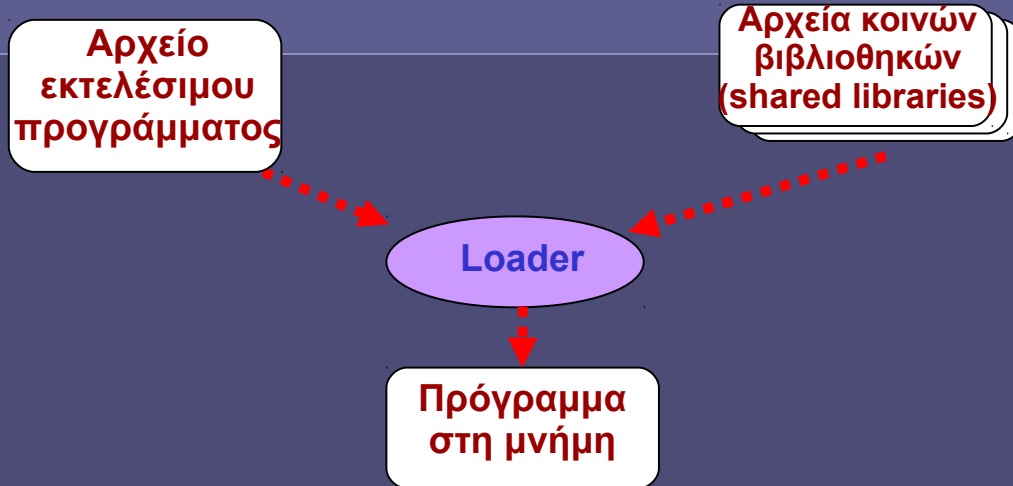 Αρχείο
εκτελέσιμου
προγράμματος
Αρχεία κοινών
βιβλιοθηκών
(shared libraries)
Loader
Πρόγραμμα
στη μνήμη